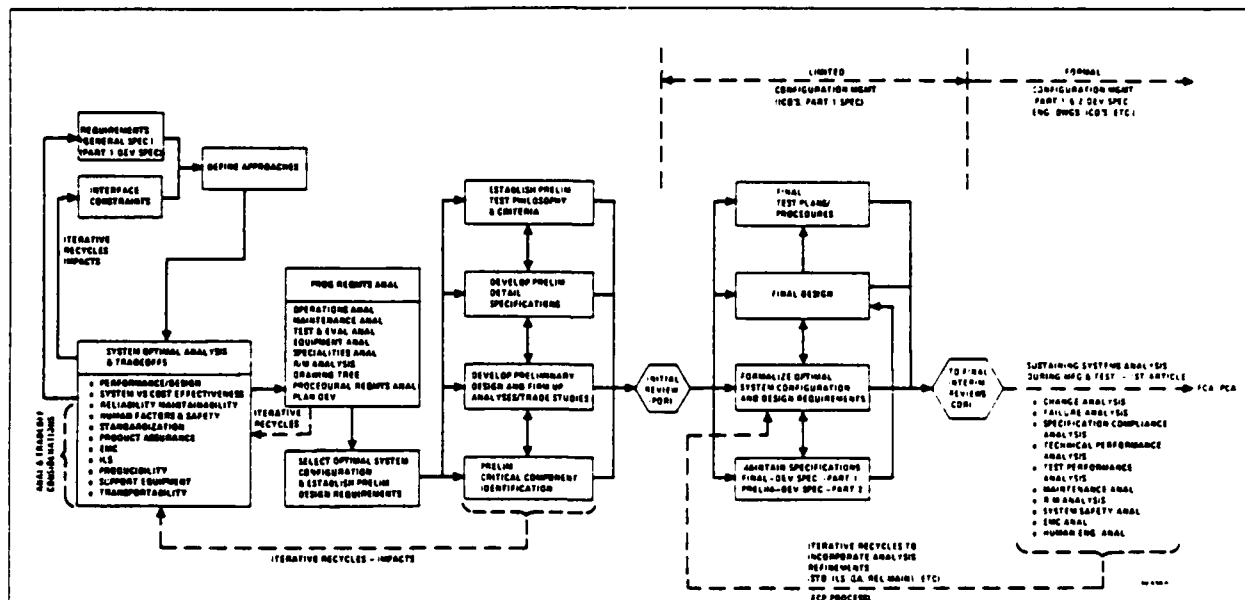 LIMITED
CONFIGURATION MGMT
(ICD'S, PART 1 SPEC)
FORMAL
CONFIGURATION MGMT
PART 1 & 2 DEV SPEC
ENG DWGS (ICD'S ETC)
REQUIREMENTS
(GENERAL SPEC)
(PART 1 DEV SPEC)
INTERFACE
CONSTRAINTS
DEFINE APPROACHES
ITERATIVE
RECYCLES
IMPACTS
SYSTEM OPTIMAL ANALYSIS
& TRADEOFFS
PERFORMANCE/DESIGN
SYSTEM VS COST EFFECTIVENESS
RELIABILITY MAINTAINABILITY
HUMAN FACTORS & SAFETY
STANDARDIZATION
PRODUCT ASSURANCE
EMC
ILS
PRODUCIBILITY
SUPPORT EQUIPMENT
TRANSPORTABILITY
ANAL & TRADEOFF
CONSIDERATIONS
PROG REQMTS ANAL
OPERATIONS ANAL
MAINTENANCE ANAL
TEST & EVAL ANAL
EQUIPMENT ANAL
SPECIALITIES ANAL
R/M ANALYSIS
DRAWING TREE
PROCEDURAL REQMTS ANAL
PLAN DEV
ITERATIVE
RECYCLES
SELECT OPTIMAL SYSTEM
CONFIGURATION
& ESTABLISH PRELIM
DESIGN REQUIREMENTS
ESTABLISH PRELIM
TEST PHILOSOPHY
& CRITERIA
DEVELOP PRELIM
DETAIL
SPECIFICATIONS
DEVELOP PRELIMINARY
DESIGN AND FIRM UP
ANALYSIS/TRADE STUDIES
PRELIM
CRITICAL COMPONENT
IDENTIFICATION
ITERATIVE RECYCLES - IMPACTS
INITIAL
REVIEW
(PDR)
FINAL
TEST PLANS/
PROCEDURES
FINAL DESIGN
FORMALIZE OPTIMAL
SYSTEM CONFIGURATION
AND DESIGN REQUIREMENTS
MAINTAIN SPECIFICATIONS
FINAL-DEV SPEC-PART 1
PRELIM-DEV SPEC-PART 2
TO FINAL
INTERIM
REVIEWS
CDR
SUSTAINING SYSTEMS ANALYSIS
DURING MFG & TEST - 1ST ARTICLE
FCA PCA
CHANGE ANALYSIS
FAILURE ANALYSIS
SPECIFICATION COMPLIANCE
ANALYSIS
TECHNICAL PERFORMANCE
ANALYSIS
TEST PERFORMANCE
ANALYSIS
MAINTENANCE ANAL
R/M ANALYSIS
SYSTEM SAFETY ANAL
EMC ANAL
HUMAN ENG ANAL
ITERATIVE RECYCLES TO
INCORPORATE ANALYSIS
REFINEMENTS
ECP PROCESS